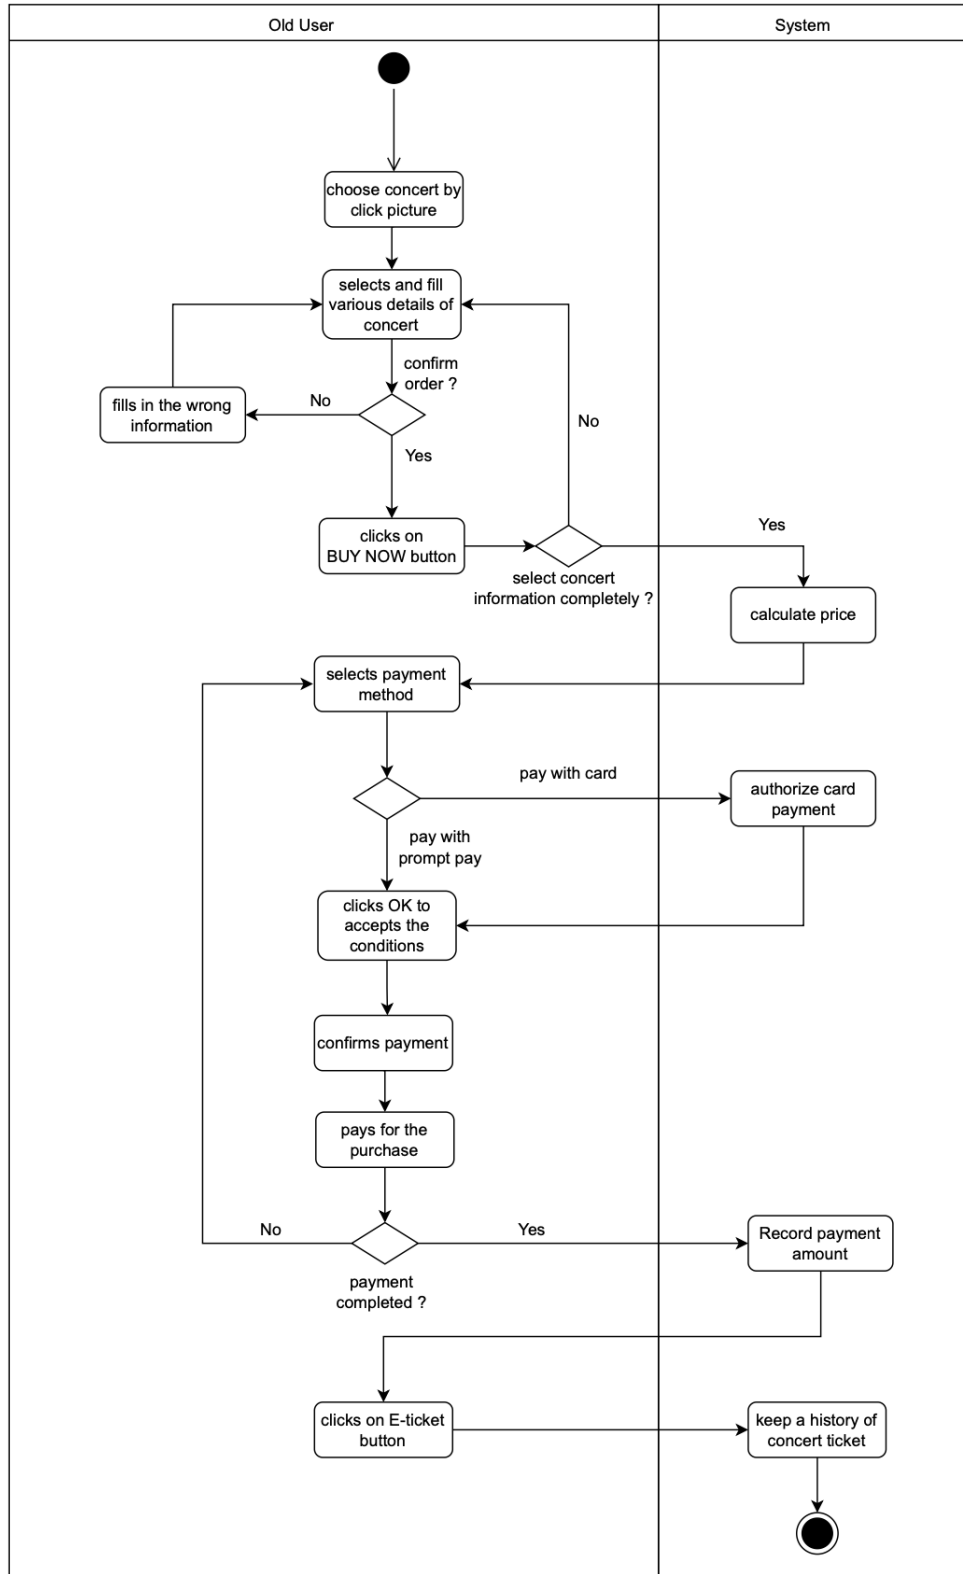 Old User
System
choose concert by
click picture
selects and fill
various details of
concert
confirm
order ?
No
fills in the wrong
information
No
Yes
clicks on
BUY NOW button
Yes
select concert
information completely ?
calculate price
selects payment
method
pay with card
authorize card
payment
pay with
prompt pay
clicks OK to
accepts the
conditions
confirms payment
pays for the
purchase
No
Yes
Record payment
amount
payment
completed ?
clicks on E-ticket
button
keep a history of
concert ticket